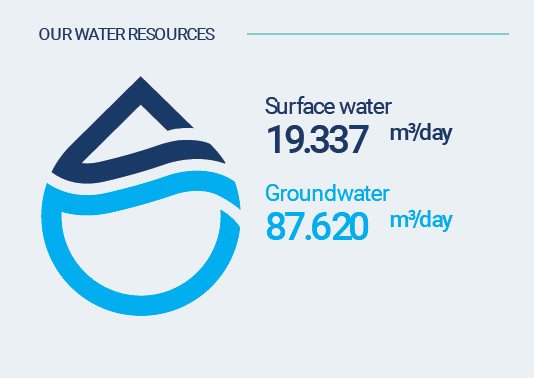 OUR WATER RESOURCES
Surface water
19.337 m³/day
Groundwater
87.620 m³/day